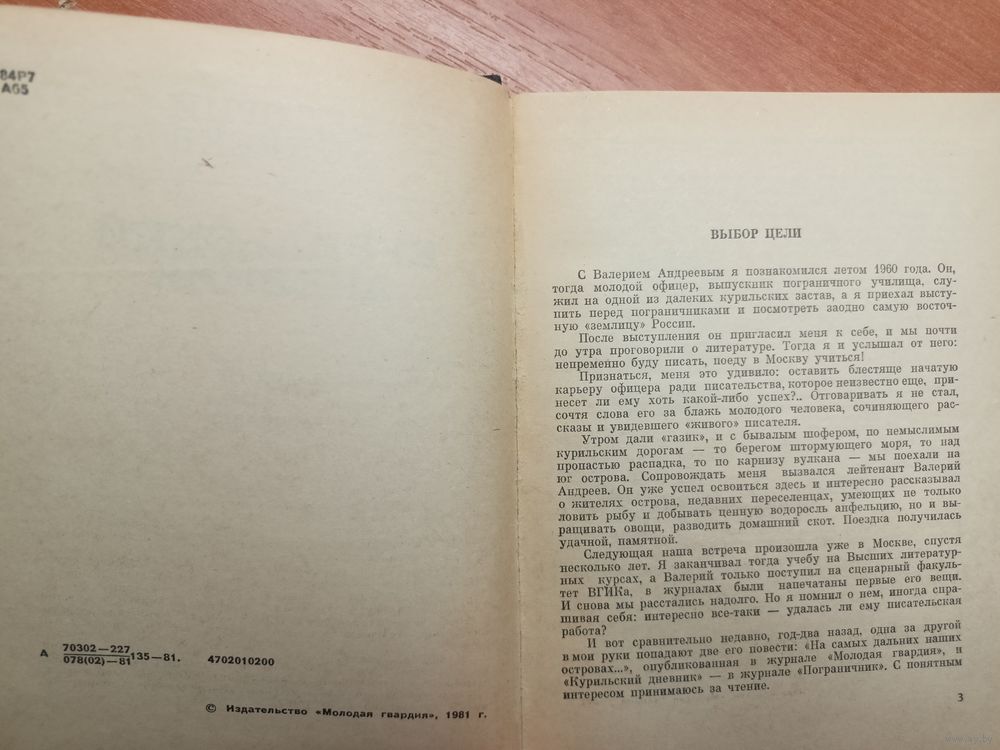 84Р7
А65
А 70302—227
078(02)—81 135—81. 4702010200
© Издательство «Молодая гвардия», 1981 г.
ВЫБОР ЦЕЛИ
С Валерием Андреевым я познакомился летом 1960 года. Он,
тогда молодой офицер, выпускник пограничного училища, слу-
жил на одной из далеких курильских застав, а я приехал высту-
пить перед пограничниками и посмотреть заодно самую восточ-
ную «землицу» России.
После выступления он пригласил меня к себе, и мы почти
до утра проговорили о литературе. Тогда я и услышал от него:
непременно буду писать, поеду в Москву учиться!
Признаться, меня это удивило: оставить блестяще начатую
карьеру офицера ради писательства, которое неизвестно еще, при-
несет ли ему хоть какой-либо успех?.. Отговаривать я не стал,
сочтя слова его за блажь молодого человека, сочиняющего рас-
сказы и увидевшего «живого» писателя.
Утром дали «газик», и с бывалым шофером, по немыслимым
курильским дорогам — то берегом штормующего моря, то над
пропастью распадка, то по карнизу вулкана — мы поехали на
юг острова. Сопровождать меня вызвался лейтенант Валерий
Андреев. Он уже успел освоиться здесь и интересно рассказывал
о жителях острова, недавних переселенцах, умеющих не только
ловить рыбу и добывать ценную водоросль анфельцию, но и вы-
ращивать овощи, разводить домашний скот. Поездка получилась
удачной, памятной.
Следующая наша встреча произошла уже в Москве, спустя
несколько лет. Я заканчивал тогда учебу на Высших литератур-
ных курсах, а Валерий только поступил на сценарный факуль-
тет ВГИКа, в журналах были напечатаны первые его вещи.
И снова мы расстались надолго. Но я помнил о нем, иногда спра-
шивая себя: интересно все-таки — удалась ли ему писательская
работа?
И вот сравнительно недавно, год-два назад, одна за другой
в мои руки попадают две его повести: «На самых дальних наших
островах...», опубликованная в журнале «Молодая гвардия», и
«Курильский дневник» — в журнале «Пограничник». С понятным
интересом принимаюсь за чтение.
3